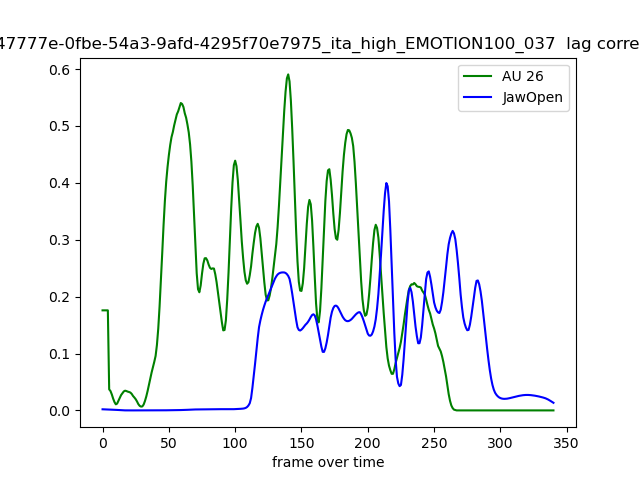 47777e-0fbe-54a3-9afd-4295f70e7975_ita_high_EMOTION100_037 lag corre
AU 26
JawOpen
0.6
0.5
0.4
0.3
0.2
0.1
0.0
0 50 100 150 200 250 300 350
frame over time